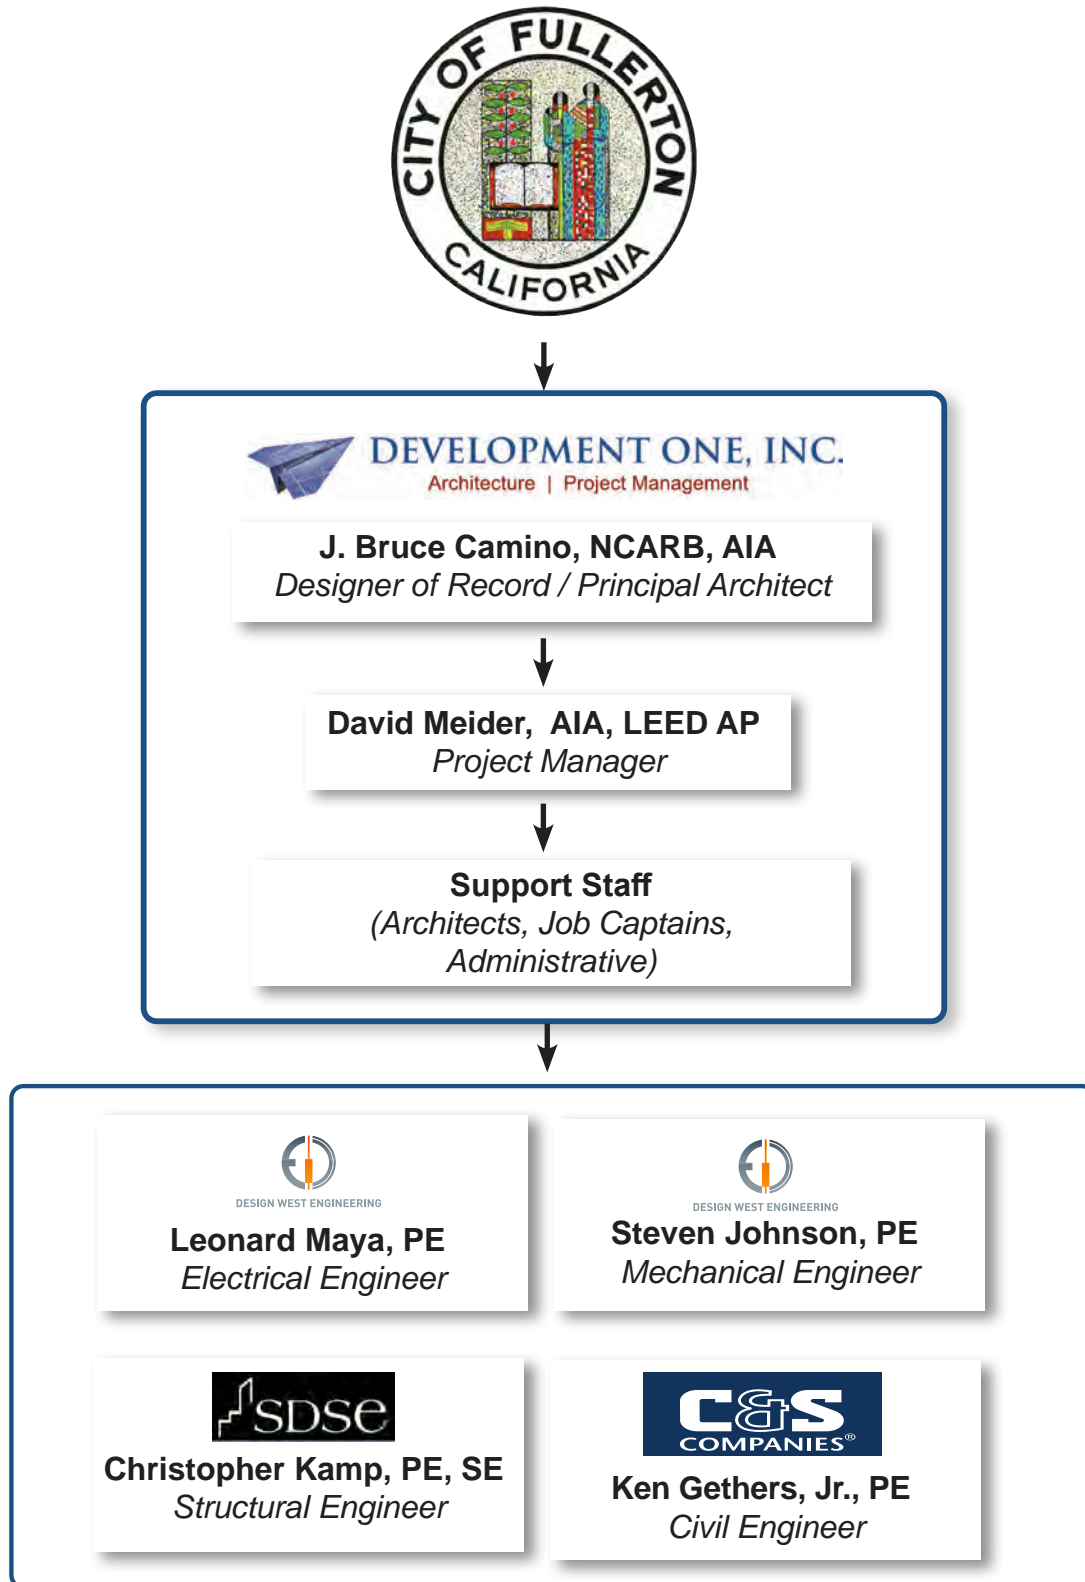 CITY OF FULLERTON
CALIFORNIA
DEVELOPMENT ONE, INC.
Architecture | Project Management
J. Bruce Camino, NCARB, AIA
Designer of Record / Principal Architect
David Meider, AIA, LEED AP
Project Manager
Support Staff
(Architects, Job Captains,
Administrative)
DESIGN WEST ENGINEERING
Leonard Maya, PE
Electrical Engineer
DESIGN WEST ENGINEERING
Steven Johnson, PE
Mechanical Engineer
SDSE
Christopher Kamp, PE, SE
Structural Engineer
C&S
COMPANIES®
Ken Gethers, Jr., PE
Civil Engineer